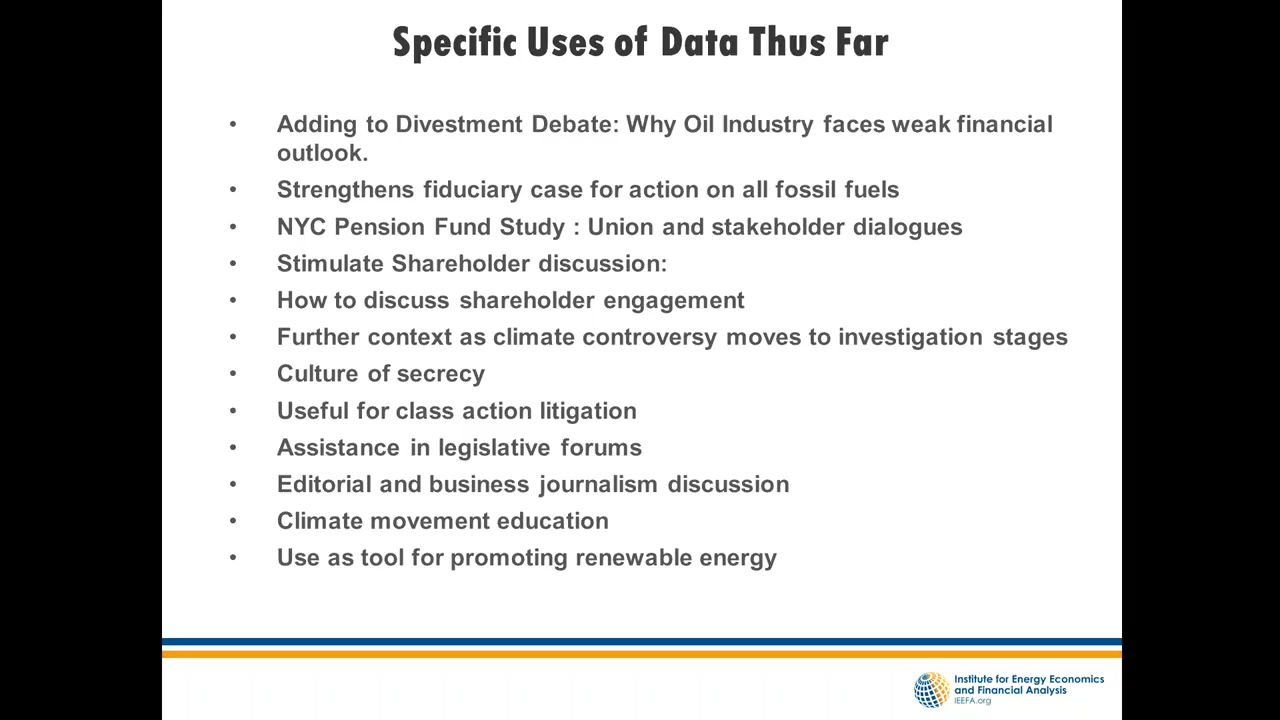 Specific Uses of Data Thus Far
• Adding to Divestment Debate: Why Oil Industry faces weak financial
outlook.
• Strengthens fiduciary case for action on all fossil fuels
• NYC Pension Fund Study : Union and stakeholder dialogues
• Stimulate Shareholder discussion:
• How to discuss shareholder engagement
• Further context as climate controversy moves to investigation stages
• Culture of secrecy
• Useful for class action litigation
• Assistance in legislative forums
• Editorial and business journalism discussion
• Climate movement education
• Use as tool for promoting renewable energy
Institute for Energy Economics
and Financial Analysis
IEEFA.org